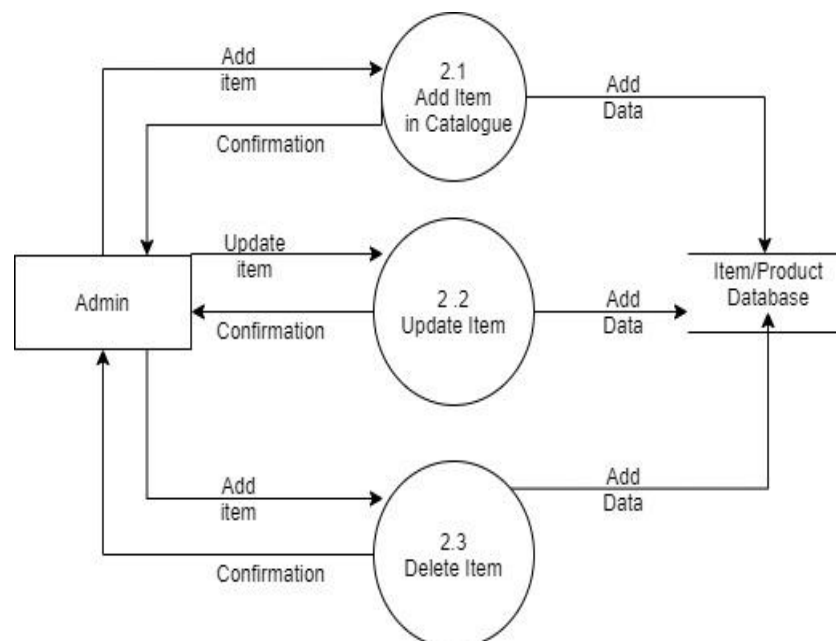 Add
item
2.1
Add Item
in Catalogue
Add
Data
Confirmation
Update
item
Admin
Confirmation
2 .2
Update Item
Add
Data
Item/Product
Database
Add
item
2.3
Delete Item
Add
Data
Confirmation